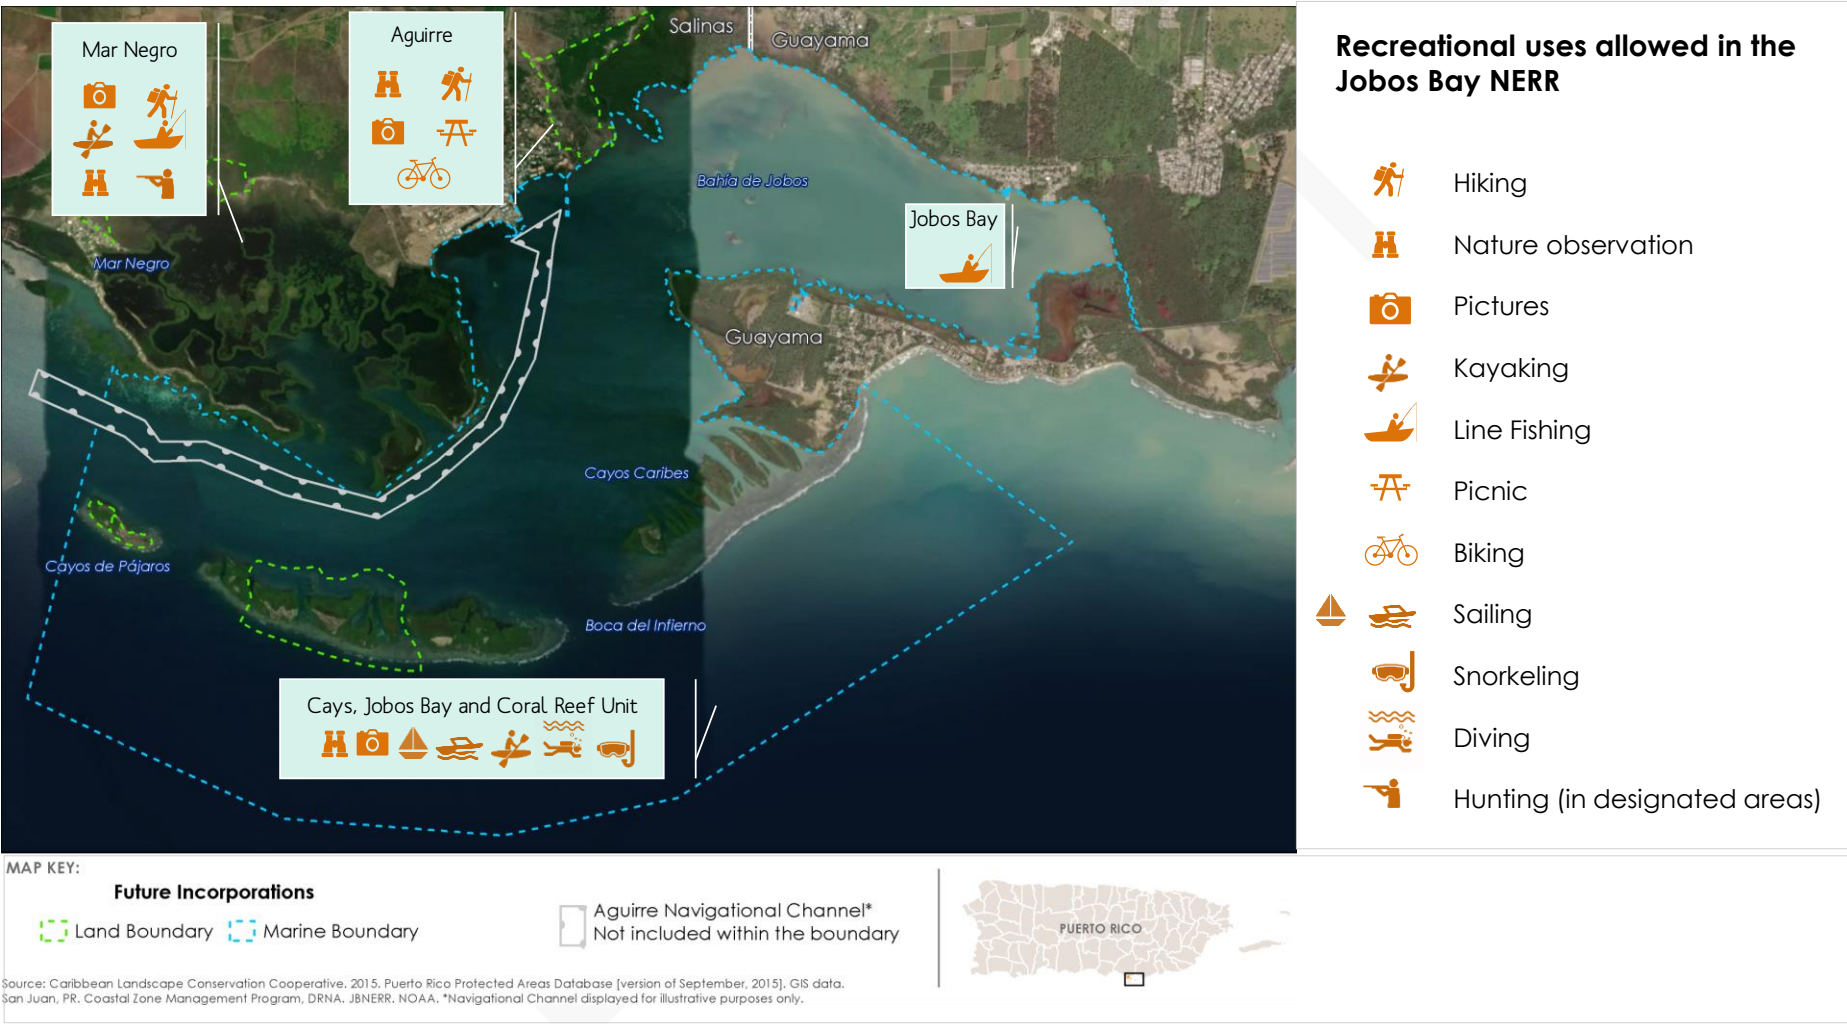 Recreational uses allowed in the
Jobos Bay NERR
Hiking
Nature observation
Pictures
Kayaking
Line Fishing
Picnic
Biking
Sailing
Snorkeling
Diving
Hunting (in designated areas)
Mar Negro
Aguirre
Salinas
Guayama
Bahía de Jobos
Jobos Bay
Mar Negro
Guayama
Cayos Caribes
Cayos de Pájaros
Boca del Infierno
Cays, Jobos Bay and Coral Reef Unit
MAP KEY:
Future Incorporations
Land Boundary
Marine Boundary
Aguirre Navigational Channel*
Not included within the boundary
PUERTO RICO
Source: Caribbean Landscape Conservation Cooperative. 2015. Puerto Rico Protected Areas Database [version of September, 2015]. GIS data.
San Juan, PR. Coastal Zone Management Program, DRNA. JBNERR. NOAA. *Navigational Channel displayed for illustrative purposes only.